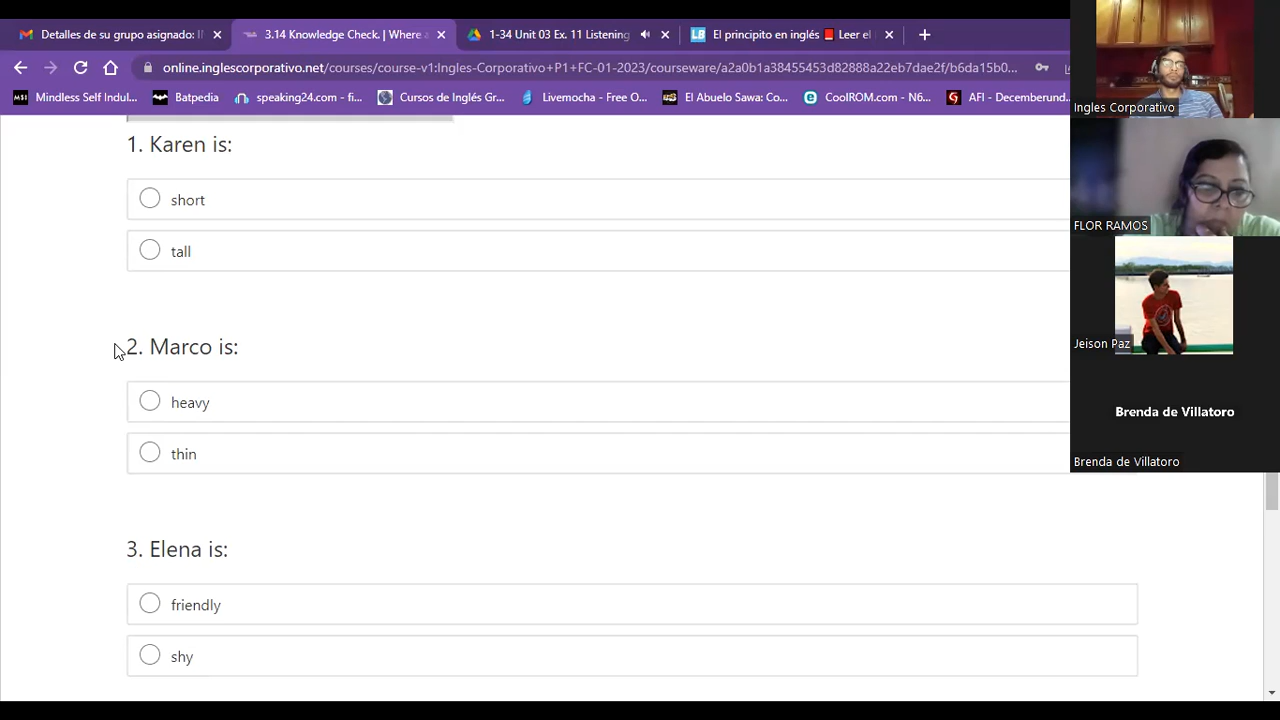 Detalles de su grupo asignado: II
3.14 Knowledge Check. | Where a
1-34 Unit 03 Ex. 11 Listening
El principito en inglés 📕 Leer el
online.inglescorporativo.net/courses/course-v1:Inglescorporativo+P1+FC-01-2023/courseware/a2a0b1a38455453d82888a22eb7dae2f/b6da15b0...
Mindless Self Indul...
Batpedia
speaking24.com - fi...
Cursos de Inglés Gr...
Livemocha - Free O...
El Abuelo Sawa: Co...
CoolROM.com - N6...
AFI - Decemberund...
1. Karen is:
short
tall
2. Marco is:
heavy
thin
3. Elena is:
friendly
shy
Ingles Corporativo
FLOR RAMOS
Jeison Paz
Brenda de Villatoro
Brenda de Villatoro